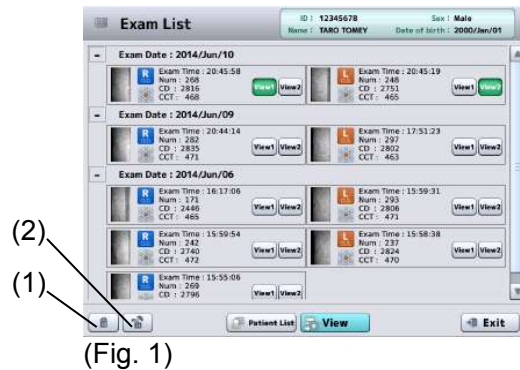 Exam List
ID : 12345678 Sex : Male
Name : TARO TOMEY Date of birth : 2000/Jan/01
- Exam Date : 2014/Jun/10
R Exam Time : 20:45:58
Num : 268
CD : 2816
CCT : 468
View1 View2
L Exam Time : 20:45:19
Num : 248
CD : 2751
CCT : 465
View1 View2
- Exam Date : 2014/Jun/09
R Exam Time : 20:44:14
Num : 282
CD : 2835
CCT : 471
View1 View2
L Exam Time : 17:51:23
Num : 297
CD : 2802
CCT : 463
View1 View2
- Exam Date : 2014/Jun/06
R Exam Time : 16:17:06
Num : 171
CD : 2446
CCT : 465
View1 View2
L Exam Time : 15:59:31
Num : 293
CD : 2806
CCT : 471
View1 View2
R Exam Time : 15:59:54
Num : 242
CD : 2740
CCT : 472
View1 View2
L Exam Time : 15:58:38
Num : 237
CD : 2824
CCT : 470
View1 View2
R Exam Time : 15:55:06
Num : 269
CD : 2796
View1 View2
(2)
(1)
Patient List View Exit
(Fig. 1)